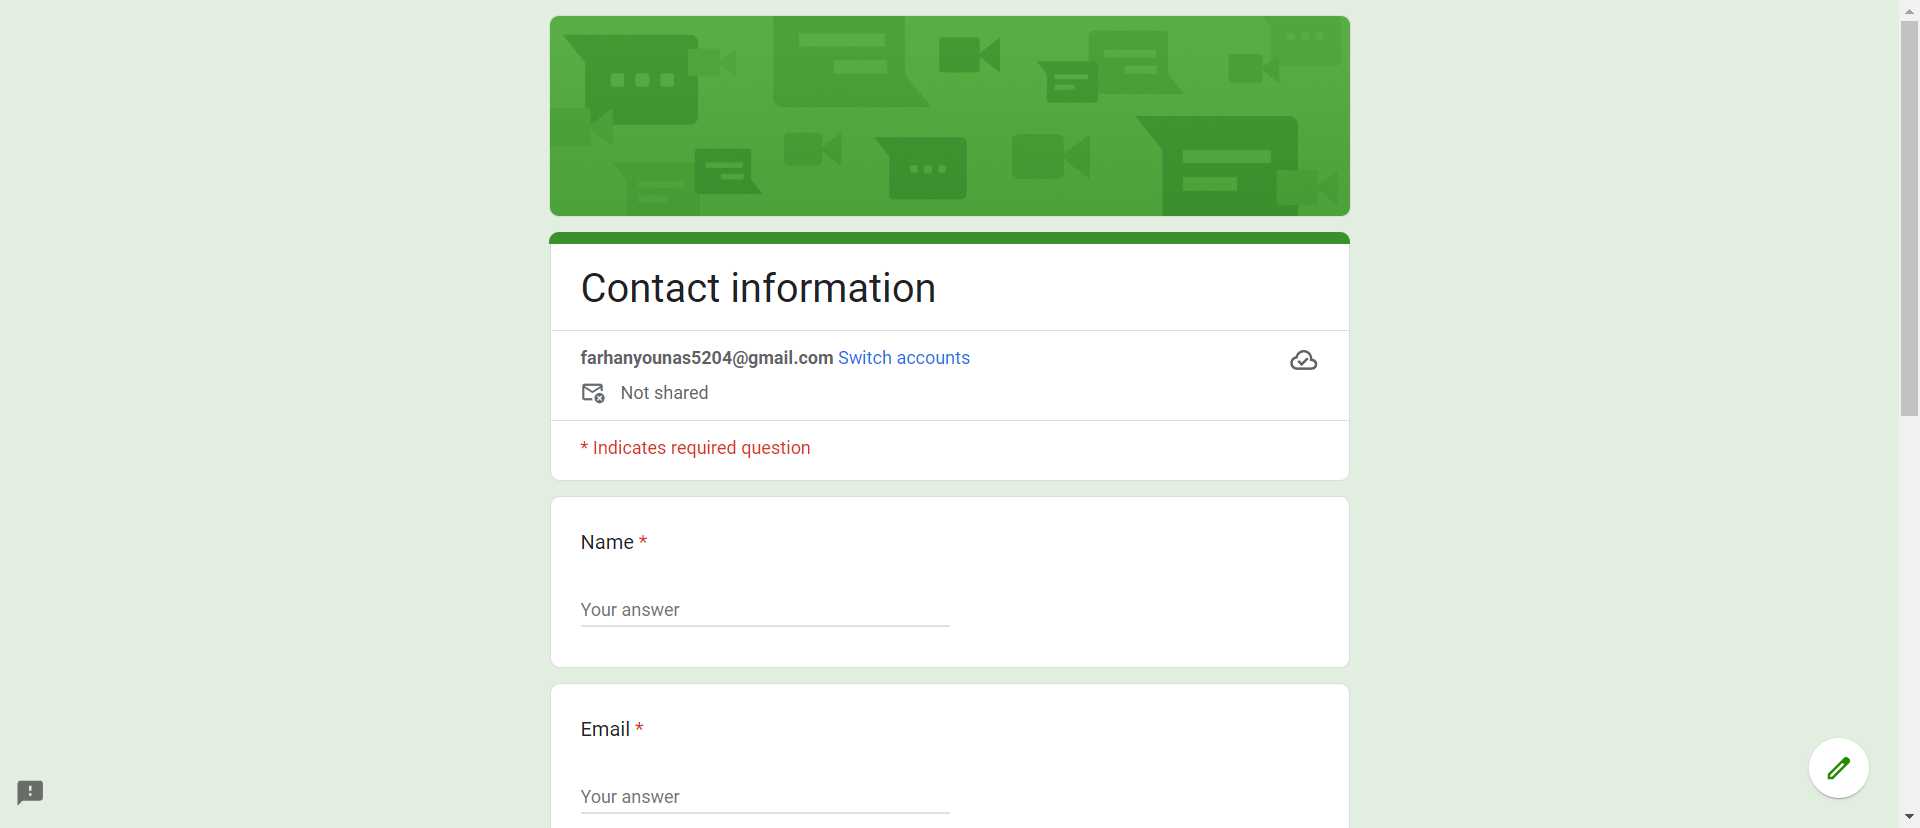 Contact information
farhanyounas5204@gmail.com Switch accounts
Not shared
* Indicates required question
Name *
Your answer
Email *
Your answer